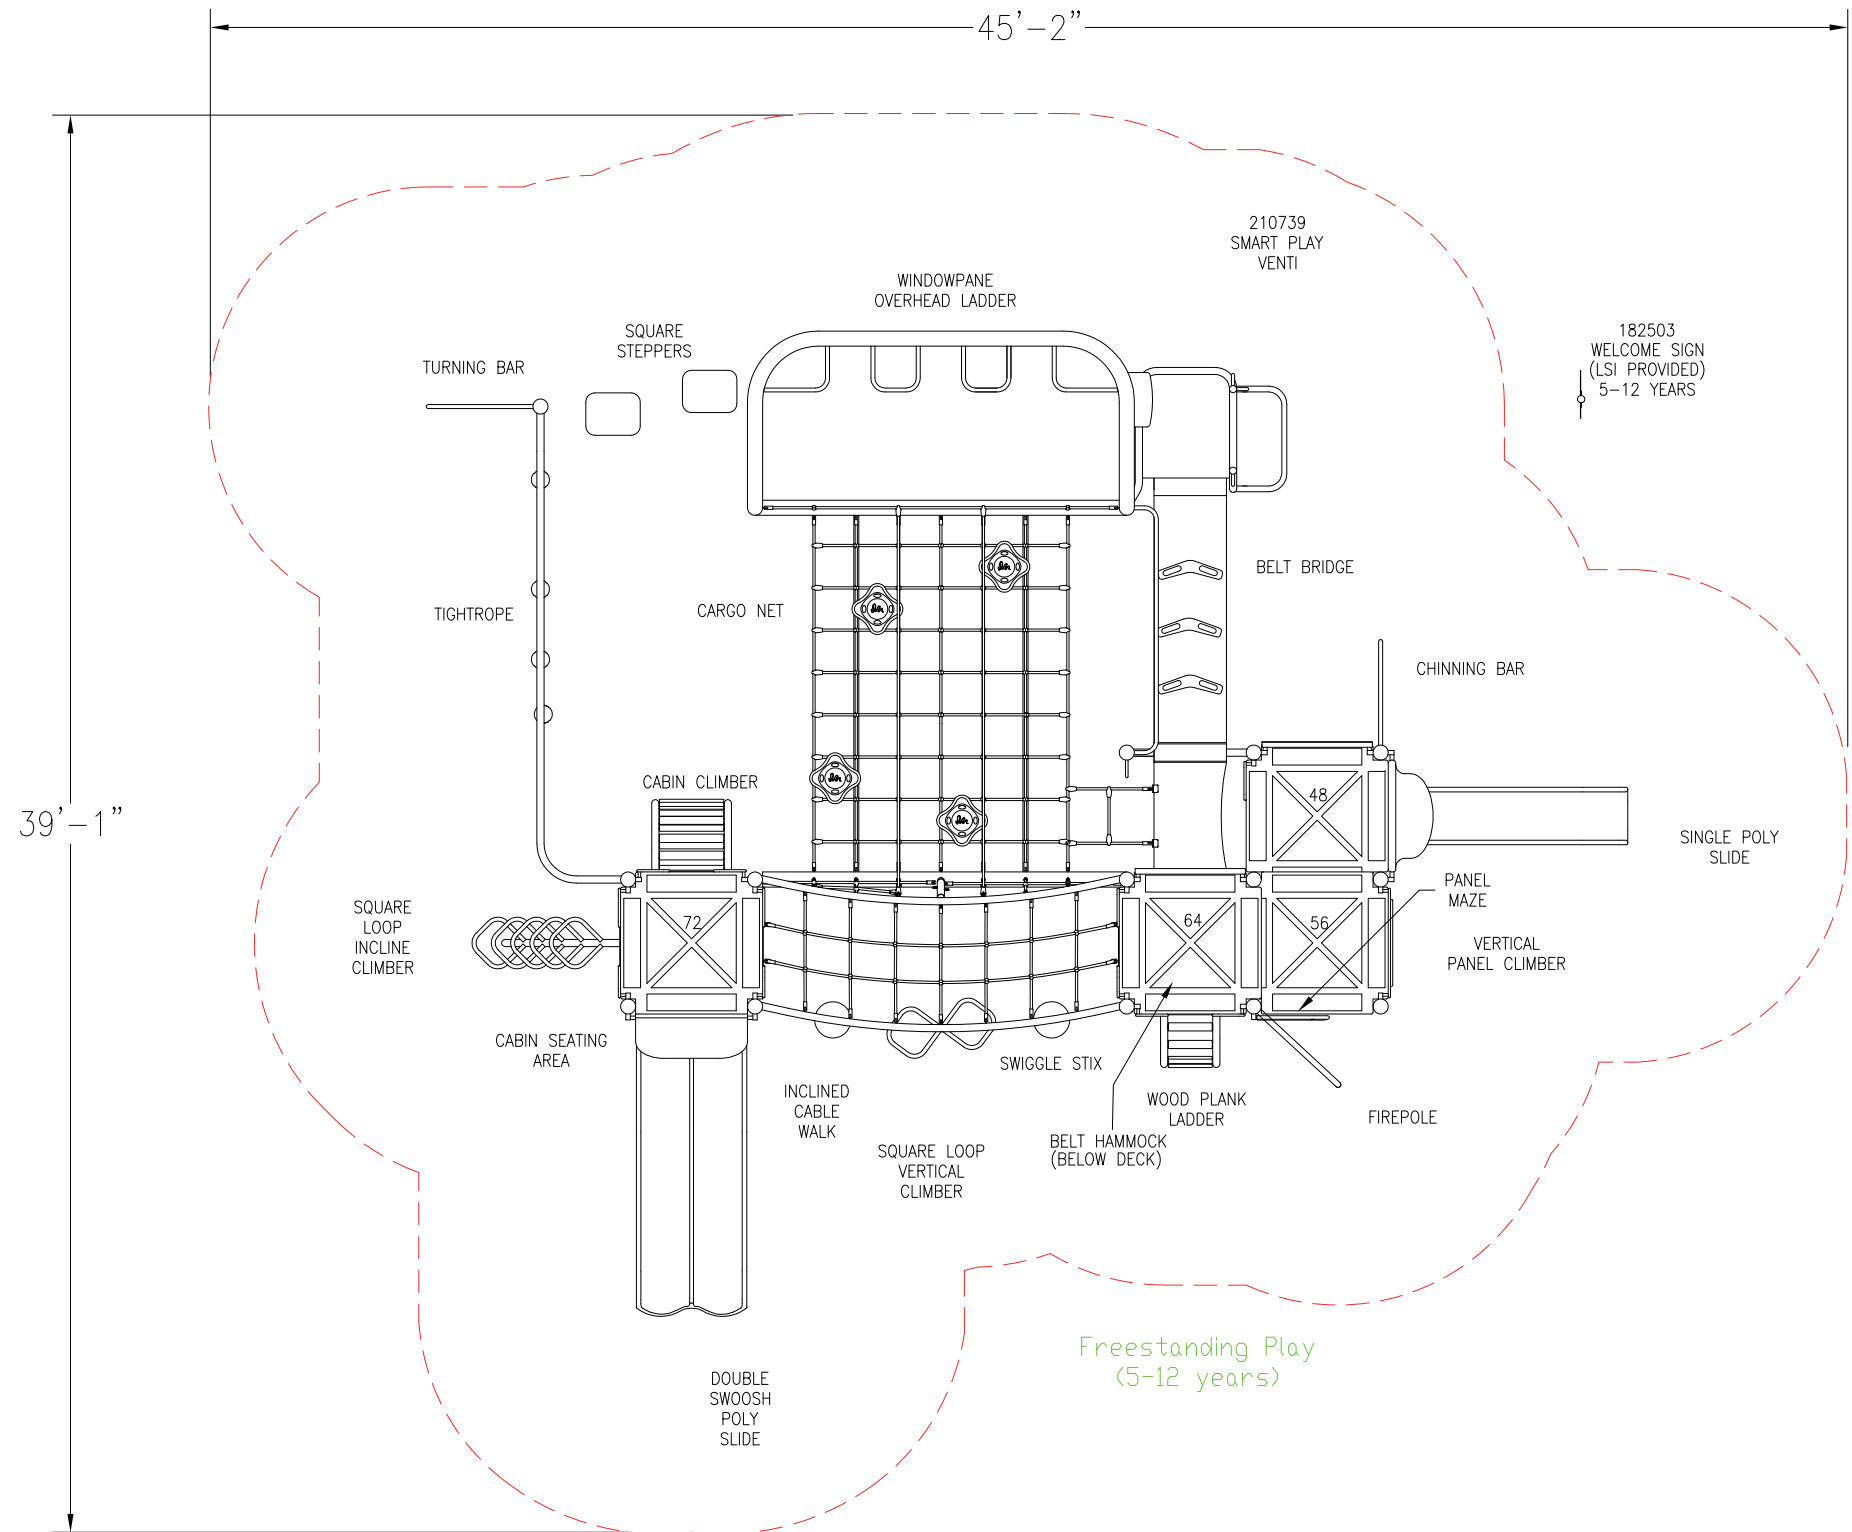 45'-2"
210739
SMART PLAY
VENTI
WINDOWPANE
OVERHEAD LADDER
SQUARE
STEPPERS
182503
WELCOME SIGN
(LSI PROVIDED)
5-12 YEARS
TURNING BAR
BELT BRIDGE
TIGHTROPE
CARGO NET
CHINNING BAR
CABIN CLIMBER
48
39'-1"
SINGLE POLY
SLIDE
PANEL
MAZE
SQUARE
LOOP
INCLINE
CLIMBER
72
64
56
VERTICAL
PANEL CLIMBER
CABIN SEATING
AREA
SWIGGLE STIX
INCLINED
CABLE
WALK
WOOD PLANK
LADDER
FIREPOLE
BELT HAMMOCK
(BELOW DECK)
SQUARE LOOP
VERTICAL
CLIMBER
Freestanding Play
(5-12 years)
DOUBLE
SWOOSH
POLY
SLIDE